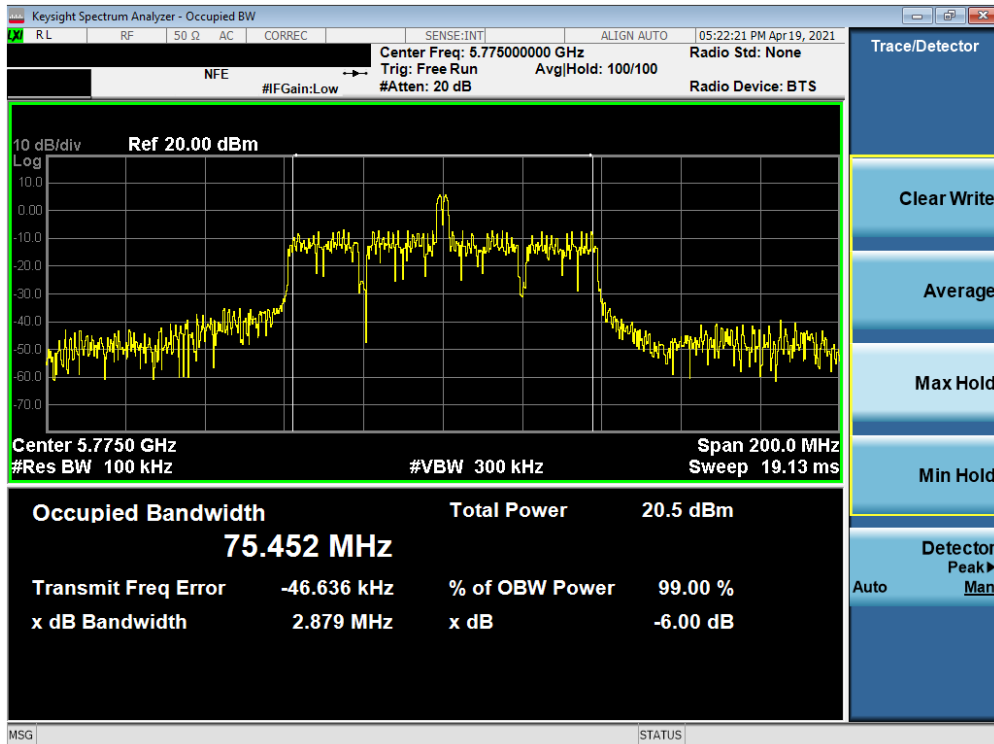 Keysight Spectrum Analyzer - Occupied BW
LXI RL RF 50 Ω AC CORREC SENSE:INT ALIGN AUTO 05:22:21 PM Apr 19, 2021
Center Freq: 5.775000000 GHz Radio Std: None
NFE Trig: Free Run Avg|Hold: 100/100
#IFGain:Low #Atten: 20 dB Radio Device: BTS
Trace/Detector
10 dB/div Ref 20.00 dBm
Log
10.0
0.00
-10.0
-20.0
-30.0
-40.0
-50.0
-60.0
-70.0
Center 5.7750 GHz Span 200.0 MHz
#Res BW 100 kHz #VBW 300 kHz Sweep 19.13 ms
Occupied Bandwidth Total Power 20.5 dBm
75.452 MHz
Transmit Freq Error -46.636 kHz % of OBW Power 99.00 %
x dB Bandwidth 2.879 MHz x dB -6.00 dB
Clear Write
Average
Max Hold
Min Hold
Detector
Peak▶
Auto Man
MSG STATUS